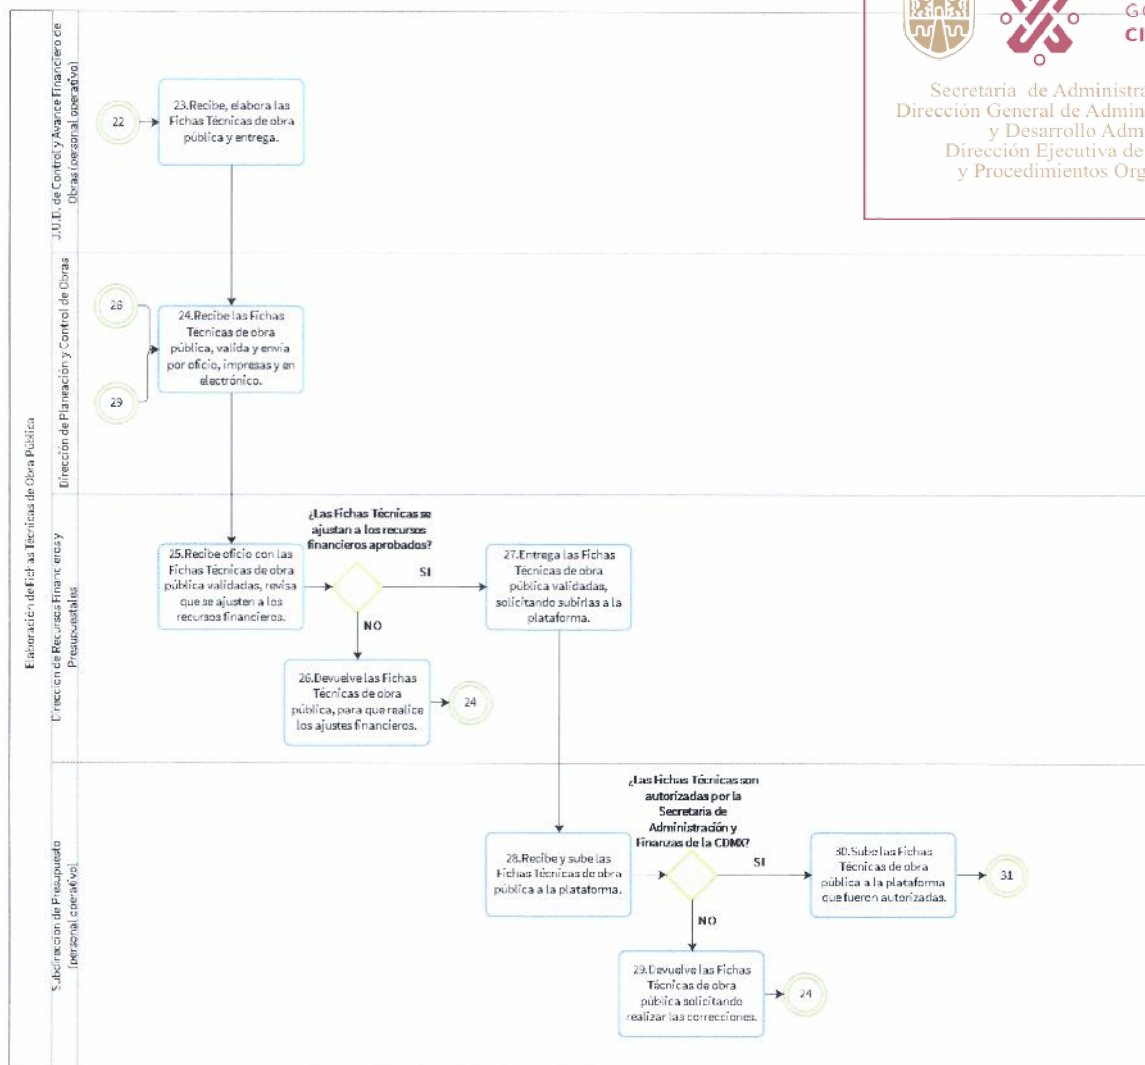 GO
CI
Secretaría de Administra
Dirección General de Admin
y Desarrollo Adm
Dirección Ejecutiva de
y Procedimientos Org
Elaboración de Fichas Técnicas de Obra Pública
J.U.D. de Control y Avance Financiero de
Obras (personal operativo)
22
23.Recibe, elabora las
Fichas Técnicas de obra
pública y entrega.
Dirección de Planeación y Control de Obras
26
29
24.Recibe las Fichas
Técnicas de obra
pública, valida y envía
por oficio, impresas y en
electrónico.
Dirección de Recursos Financieros y
Presupuestales
25.Recibe oficio con las
Fichas Técnicas de obra
pública validadas, revisa
que se ajusten a los
recursos financieros.
¿Las Fichas Técnicas se
ajustan a los recursos
financieros aprobados?
SI
NO
27.Entrega las Fichas
Técnicas de obra
pública validadas,
solicitando subirlas a la
plataforma.
26.Devuelve las Fichas
Técnicas de obra
pública, para que realice
los ajustes financieros.
24
Subdirección de Presupuesto
(personal operativo)
28.Recibe y sube las
Fichas Técnicas de obra
pública a la plataforma.
¿Las Fichas Técnicas son
autorizadas por la
Secretaria de
Administración y
Finanzas de la CDMX?
SI
NO
30.Sube las Fichas
Técnicas de obra
pública a la plataforma
que fueron autorizadas.
31
29.Devuelve las Fichas
Técnicas de obra
pública solicitando
realizar las correcciones.
24